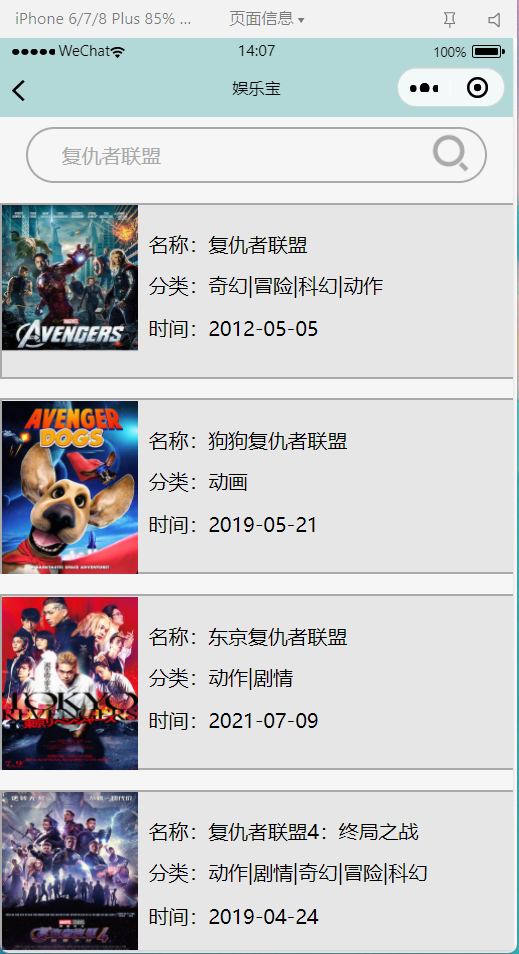 iPhone 6/7/8 Plus 85% ... 页面信息
WeChat 14:07 100%
娱乐宝
复仇者联盟
MARVEL
AVENGERS
名称：复仇者联盟
分类：奇幻|冒险|科幻|动作
时间：2012-05-05
AVENGER
DOGS
名称：狗狗复仇者联盟
分类：动画
时间：2019-05-21
TOKYO
REVENGERS
名称：东京复仇者联盟
分类：动作|剧情
时间：2021-07-09
名称：复仇者联盟4：终局之战
分类：动作|剧情|奇幻|冒险|科幻
时间：2019-04-24